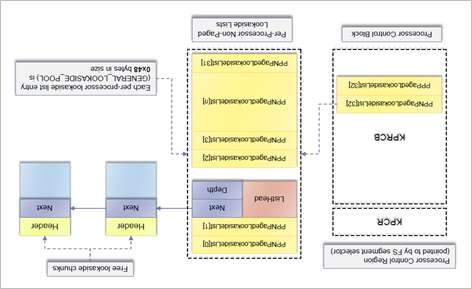 Processor Control Region
(pointed to by FS segment selector)
KPCR
KPRCB
PPNPagedLookasideList[32]
PPPagedLookasideList[32]
Processor Control Block
PPNPagedLookasideList[0]
PPNPagedLookasideList[1]
ListHead
Next
Depth
PPNPagedLookasideList[2]
PPNPagedLookasideList[3]
PPNPagedLookasideList[n]
PPNPagedLookasideList[31]
Per-Processor Non-Paged
Lookaside Lists
Free lookaside chunks
Header
Next
Header
Next
Each per-processor lookaside list entry
(GENERAL_LOOKASIDE_POOL) is
0x48 bytes in size